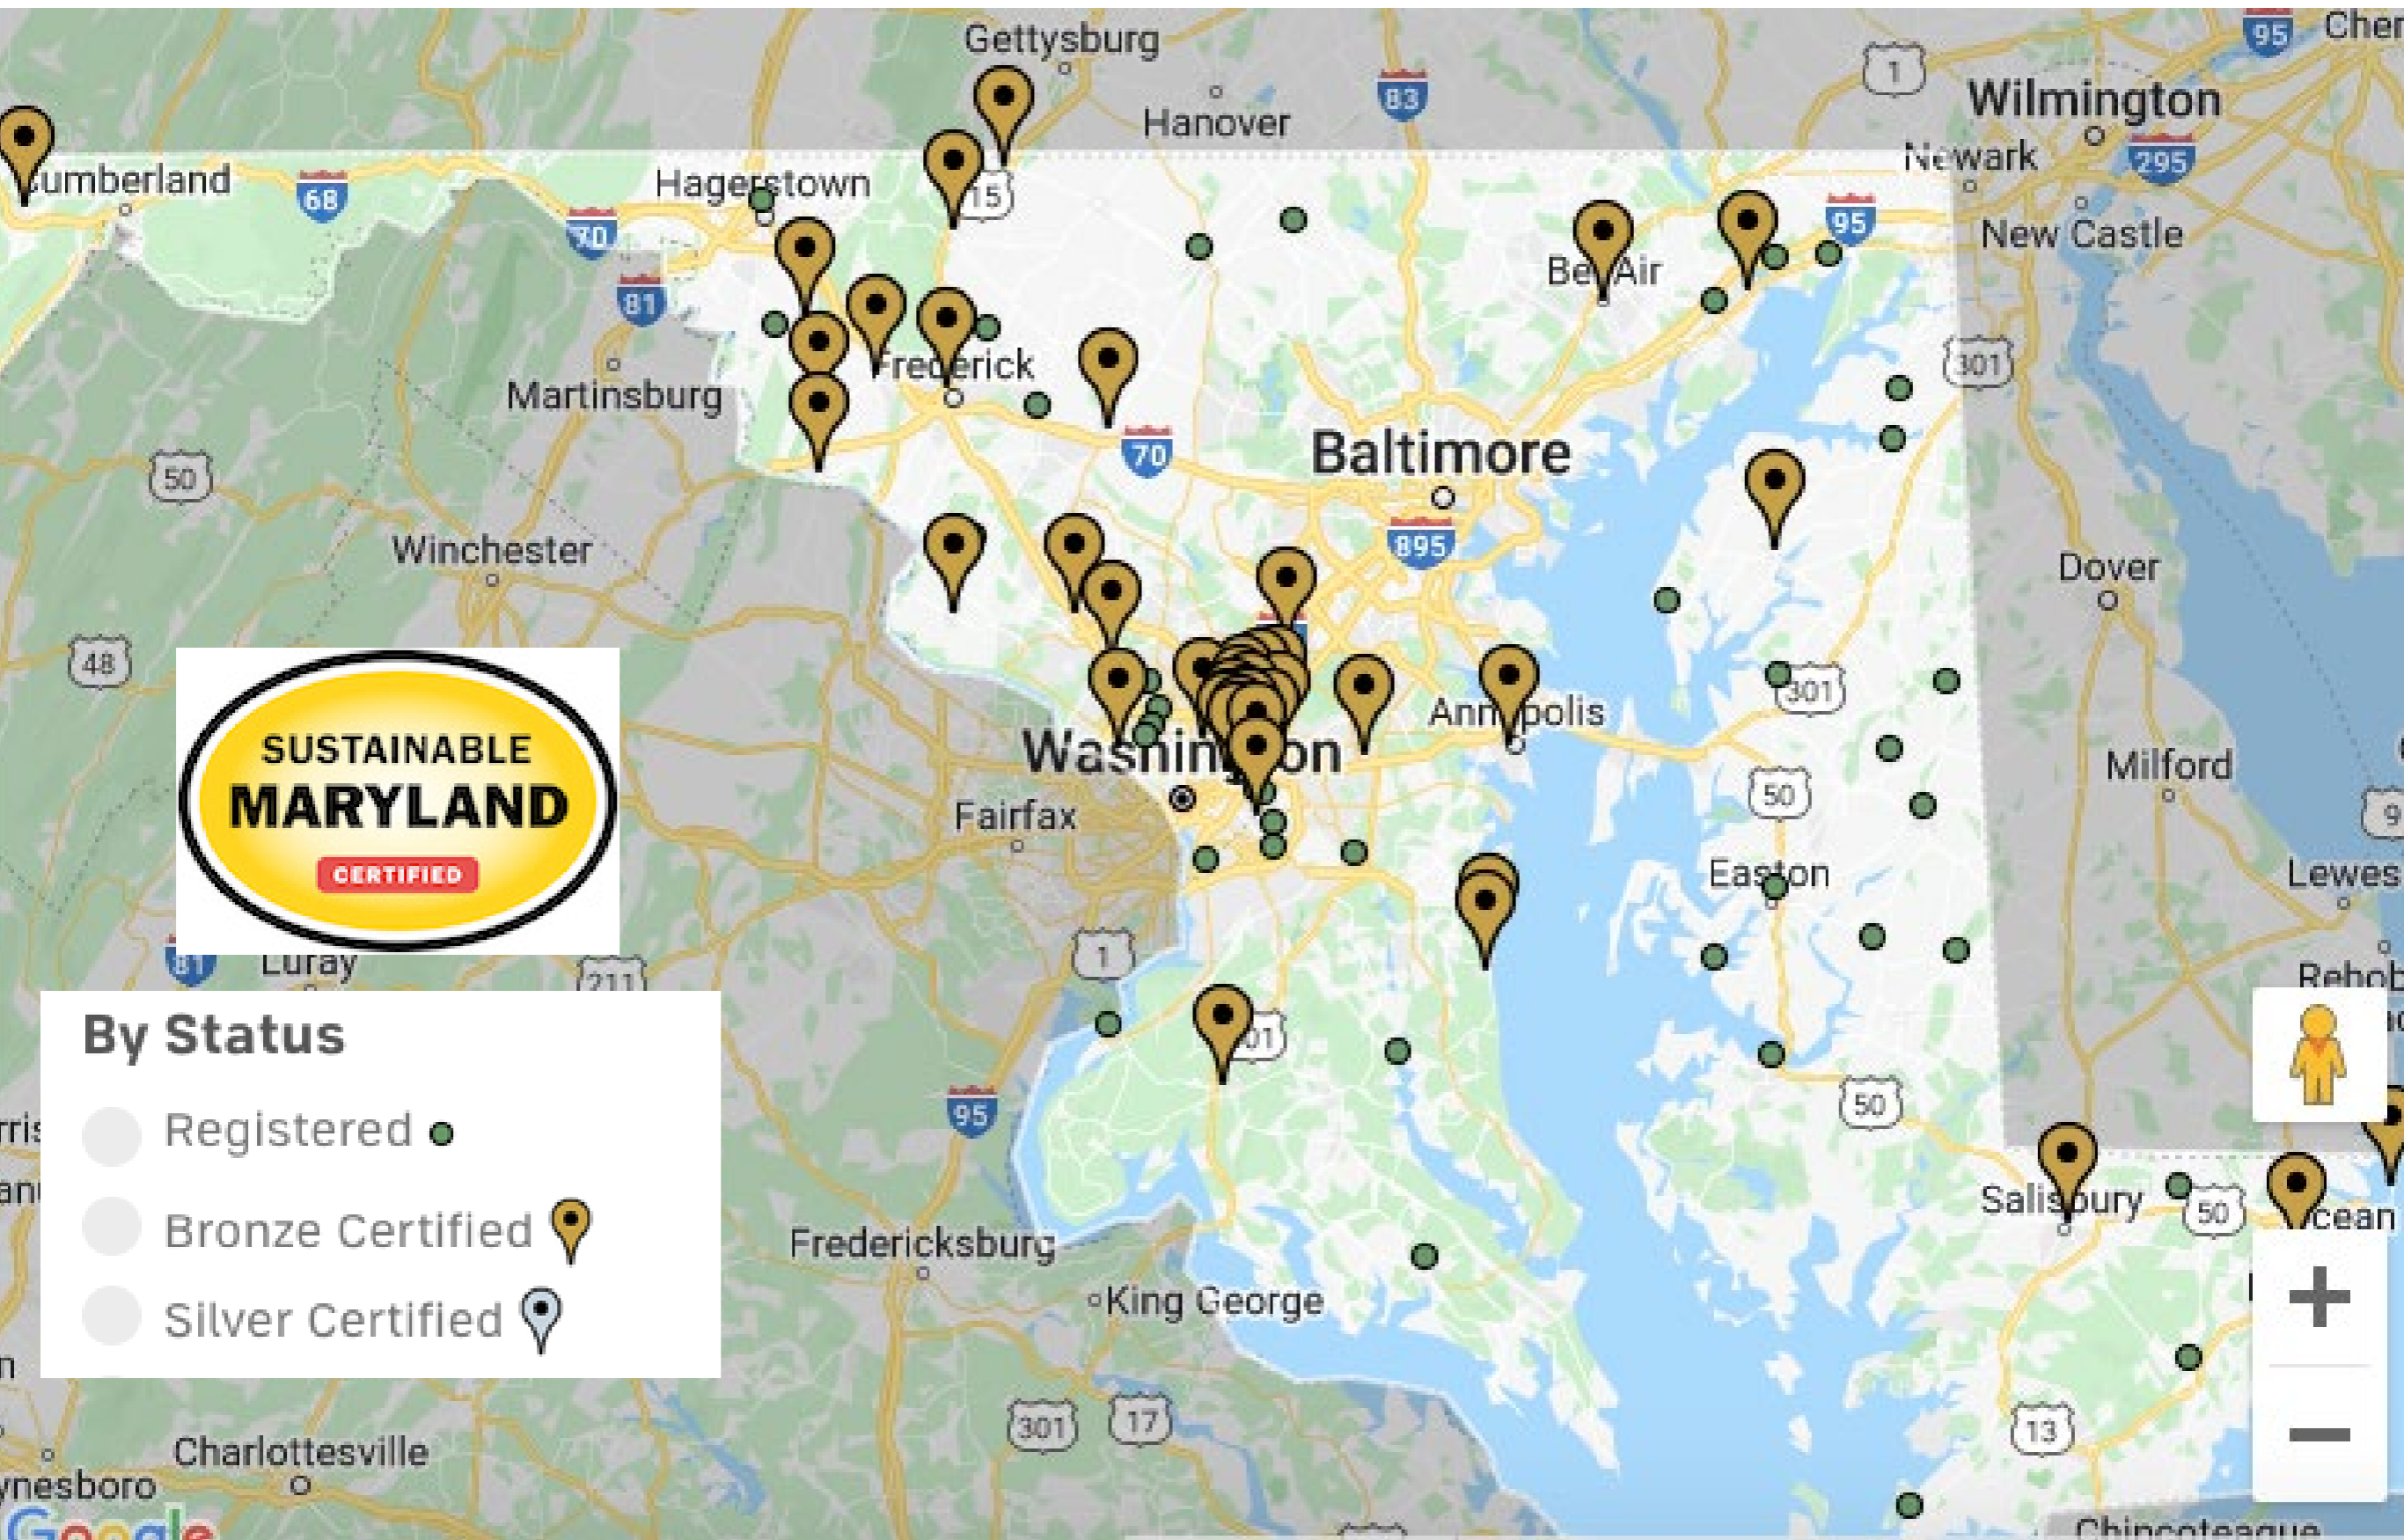 Gettysburg
95
83
1
Hanover
Wilmington
Newark
295
Cumberland
68
Hagerstown
15
95
New Castle
70
Bel Air
81
Martinsburg
Frederick
301
50
70
Baltimore
Winchester
895
Dover
48
301
Annapolis
Washington
Milford
50
Fairfax
Easton
Lewes
SUSTAINABLE
MARYLAND
CERTIFIED
81
Luray
211
1
By Status
Registered
Bronze Certified
Silver Certified
95
50
Salisbury
50
Fredericksburg
King George
301
17
13
Charlottesville
Google
Chincoteague